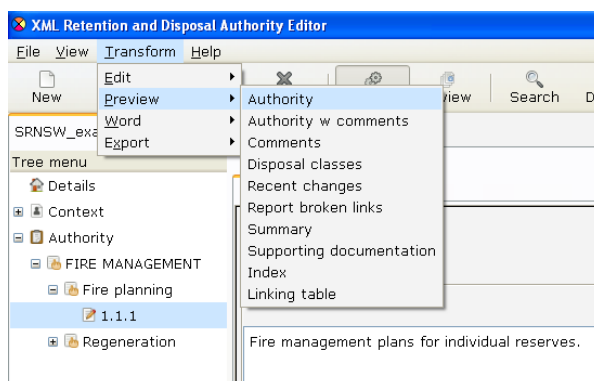 XML Retention and Disposal Authority Editor
File View Transform Help
New
Edit
Preview
Word
Export
view
Search
D
Authority
Authority w comments
Comments
Disposal classes
Recent changes
Report broken links
Summary
Supporting documentation
Index
Linking table
SRNSW_exa
Tree menu
Details
Context
Authority
FIRE MANAGEMENT
Fire planning
1.1.1
Regeneration
Fire management plans for individual reserves.